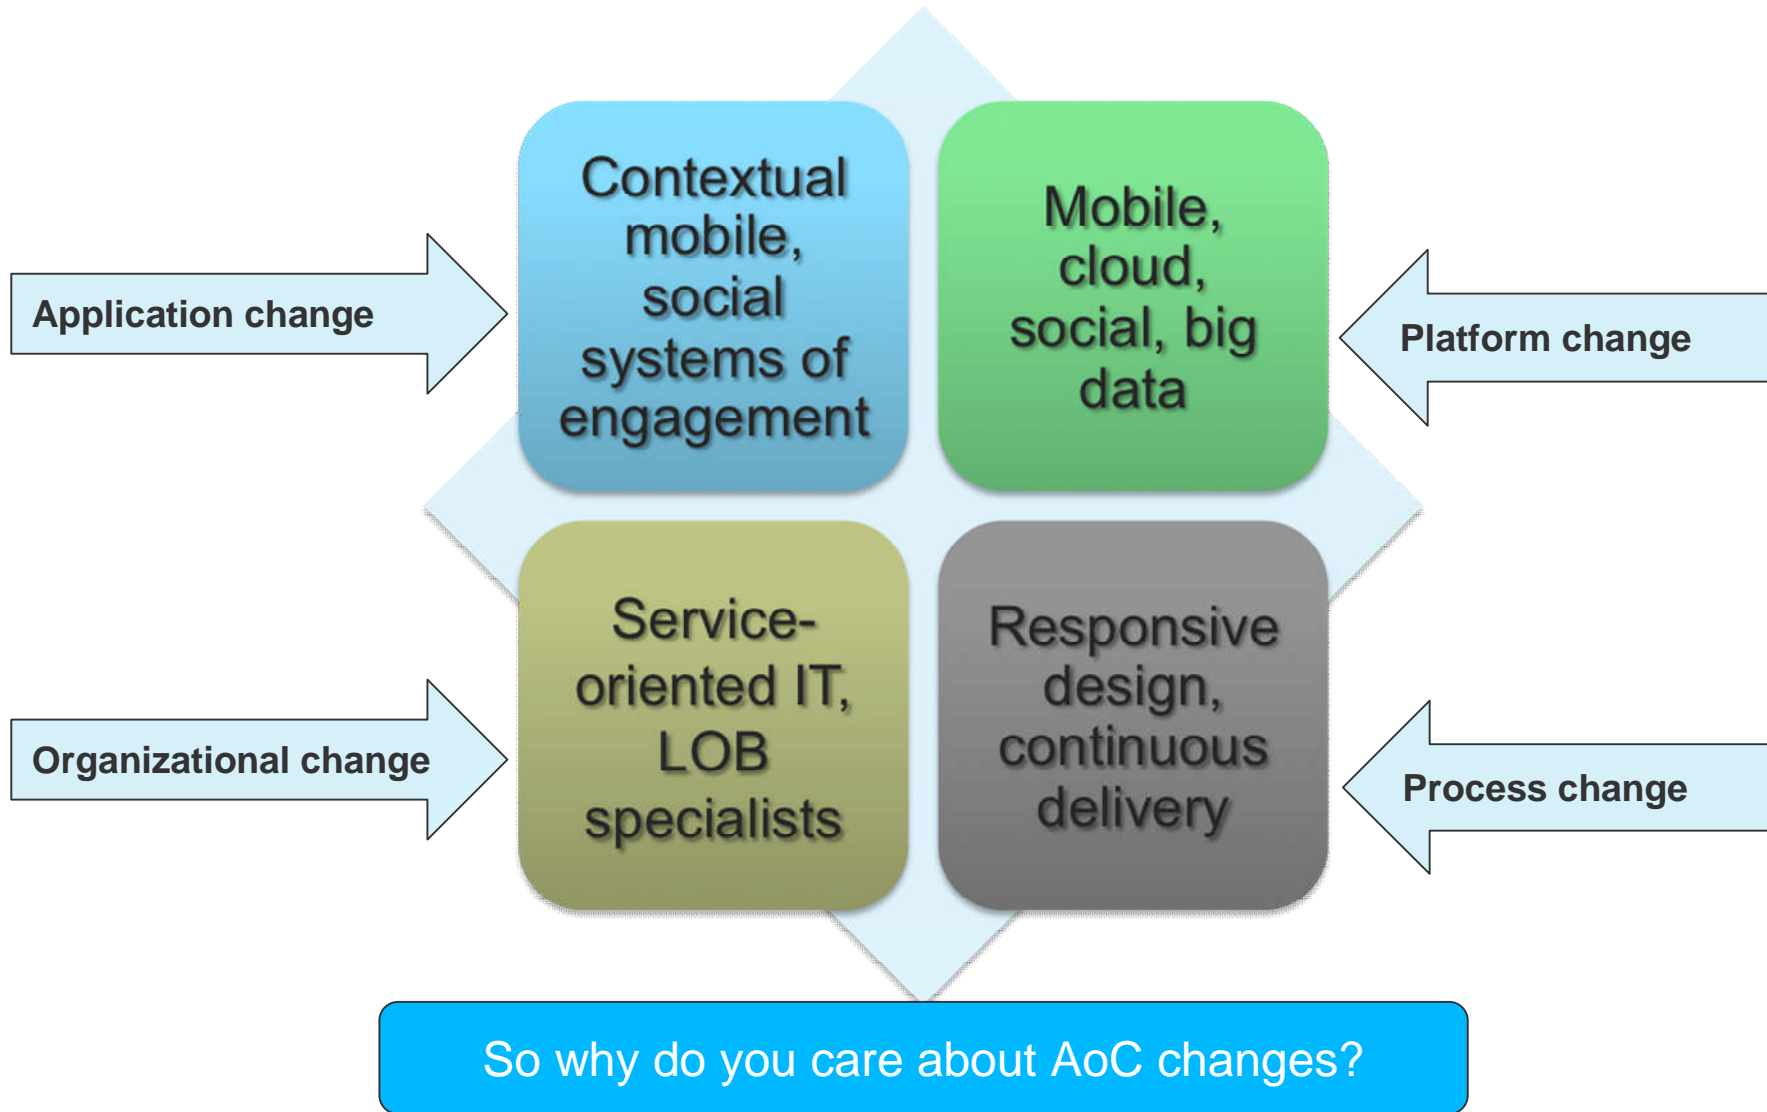 Contextual
mobile,
social
systems of
engagement
Mobile,
cloud,
social, big
data
Application change
Platform change
Service-
oriented IT,
LOB
specialists
Responsive
design,
continuous
delivery
Organizational change
Process change
So why do you care about AoC changes?